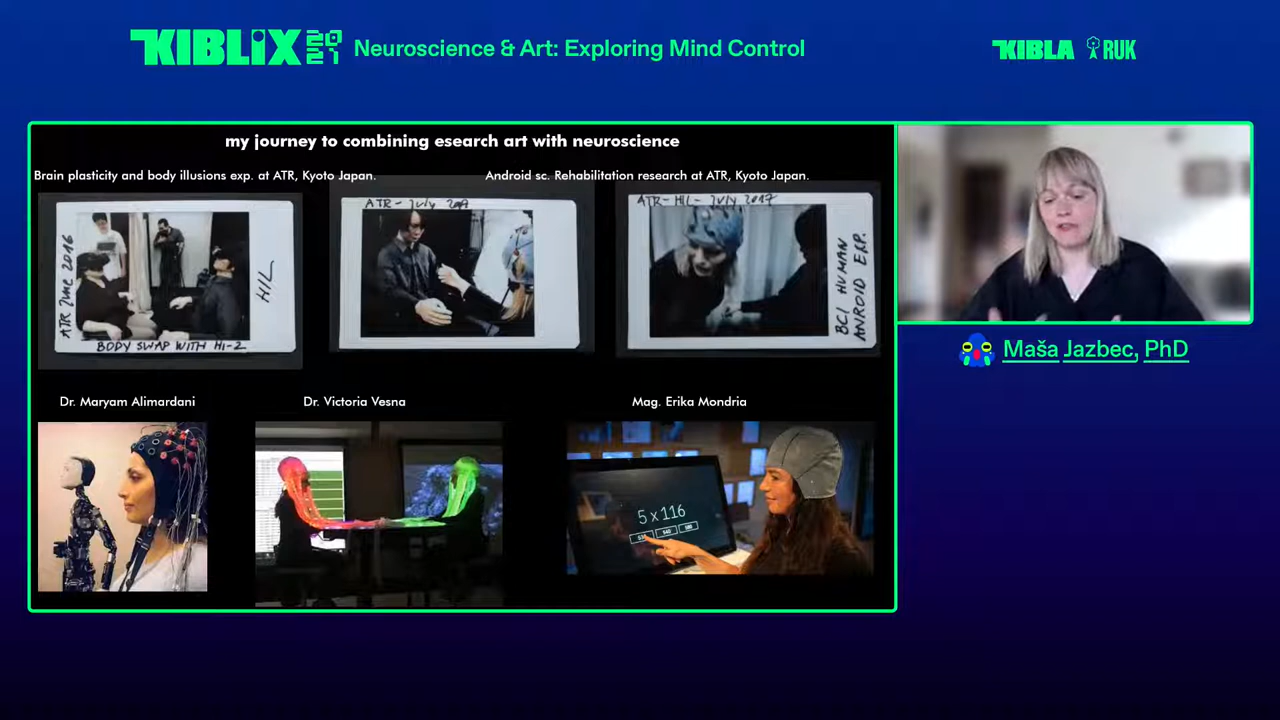 KIBLIX 2021 Neuroscience & Art: Exploring Mind Control
KIBLA RUK
my journey to combining esearch art with neuroscience
Brain plasticity and body illusions exp. at ATR, Kyoto Japan.
Android sc. Rehabilitation research at ATR, Kyoto Japan.
ATR June 2016
HIL
BODY SWAP WITH HI-2
ATR - July 2017
ATR - HIL - July 2017
BCI HUMAN
ANROID EXP.
Maša Jazbec, PhD
Dr. Maryam Alimardani
Dr. Victoria Vesna
Mag. Erika Mondria
5 x 116